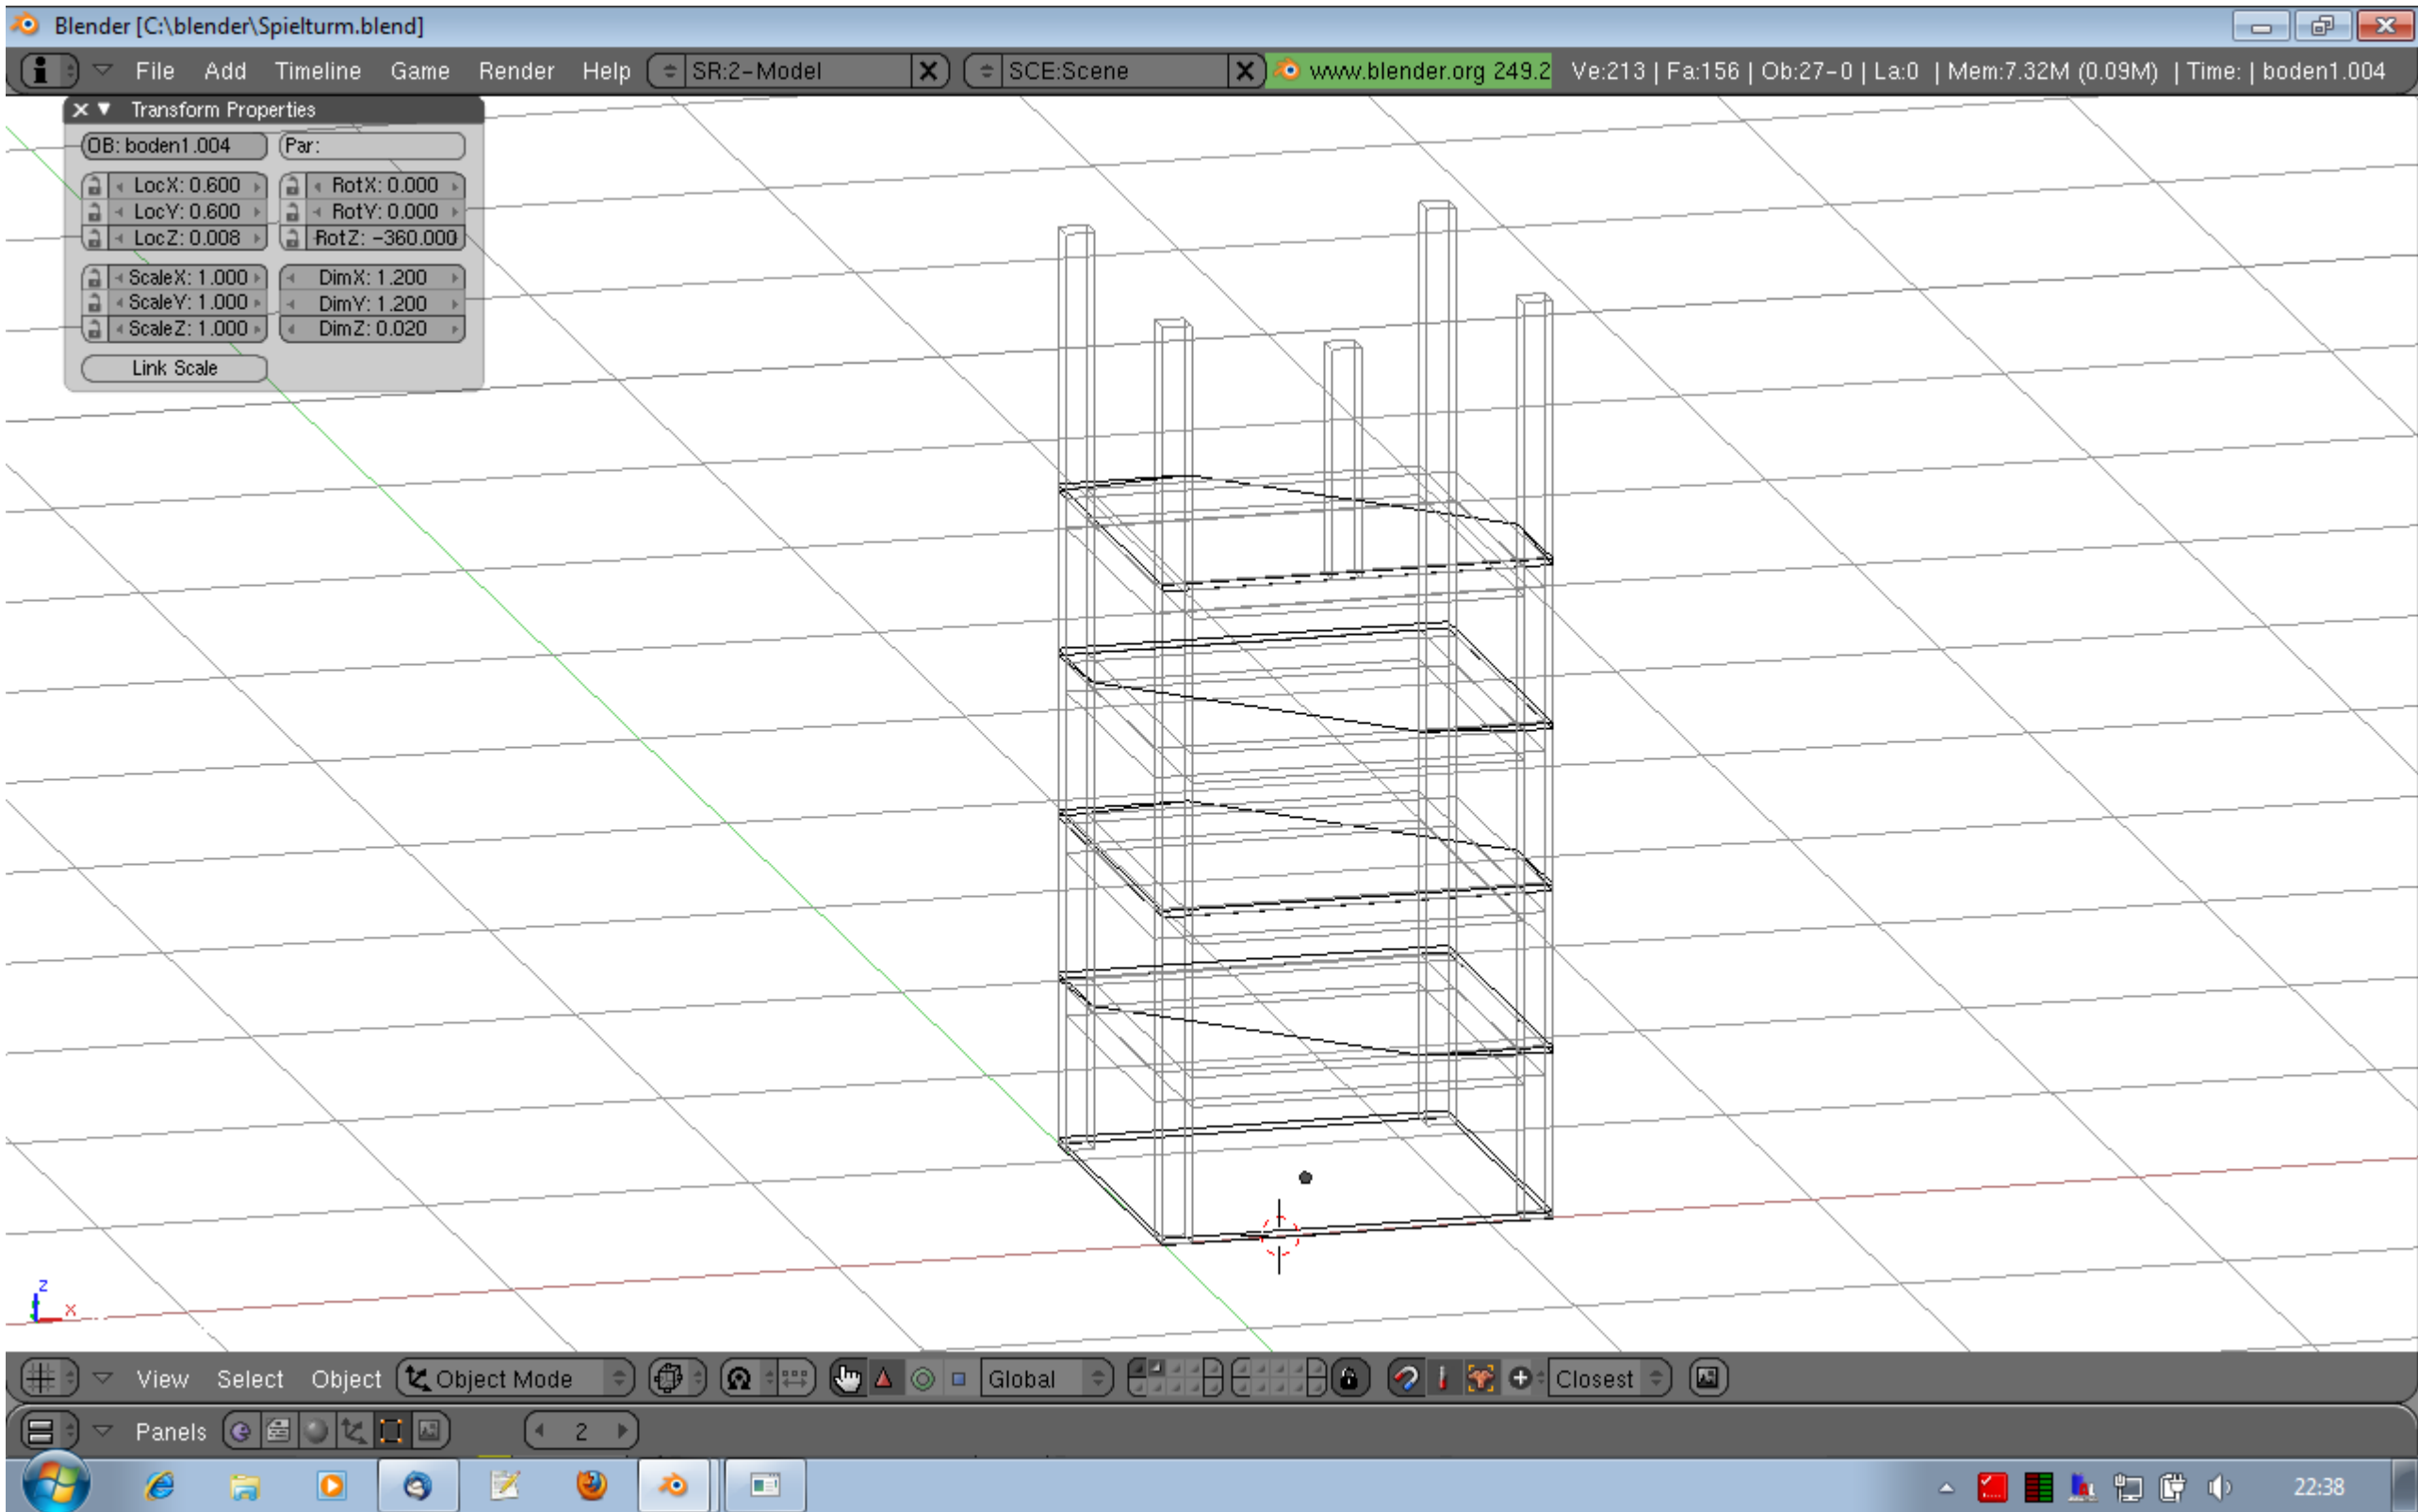 Blender [C:\blender\Spielturm.blend]
File Add Timeline Game Render Help SR:2-Model SCE:Scene www.blender.org 249.2 Ve:213 | Fa:156 | Ob:27-0 | La:0 | Mem:7.32M (0.09M) | Time: | boden1.004
Transform Properties
OB: boden1.004 Par:
LocX: 0.600 RotX: 0.000
LocY: 0.600 RotY: 0.000
LocZ: 0.008 RotZ: -360.000
ScaleX: 1.000 DimX: 1.200
ScaleY: 1.000 DimY: 1.200
ScaleZ: 1.000 DimZ: 0.020
Link Scale
z
x
View Select Object Object Mode Global Closest
Panels 2
22:38